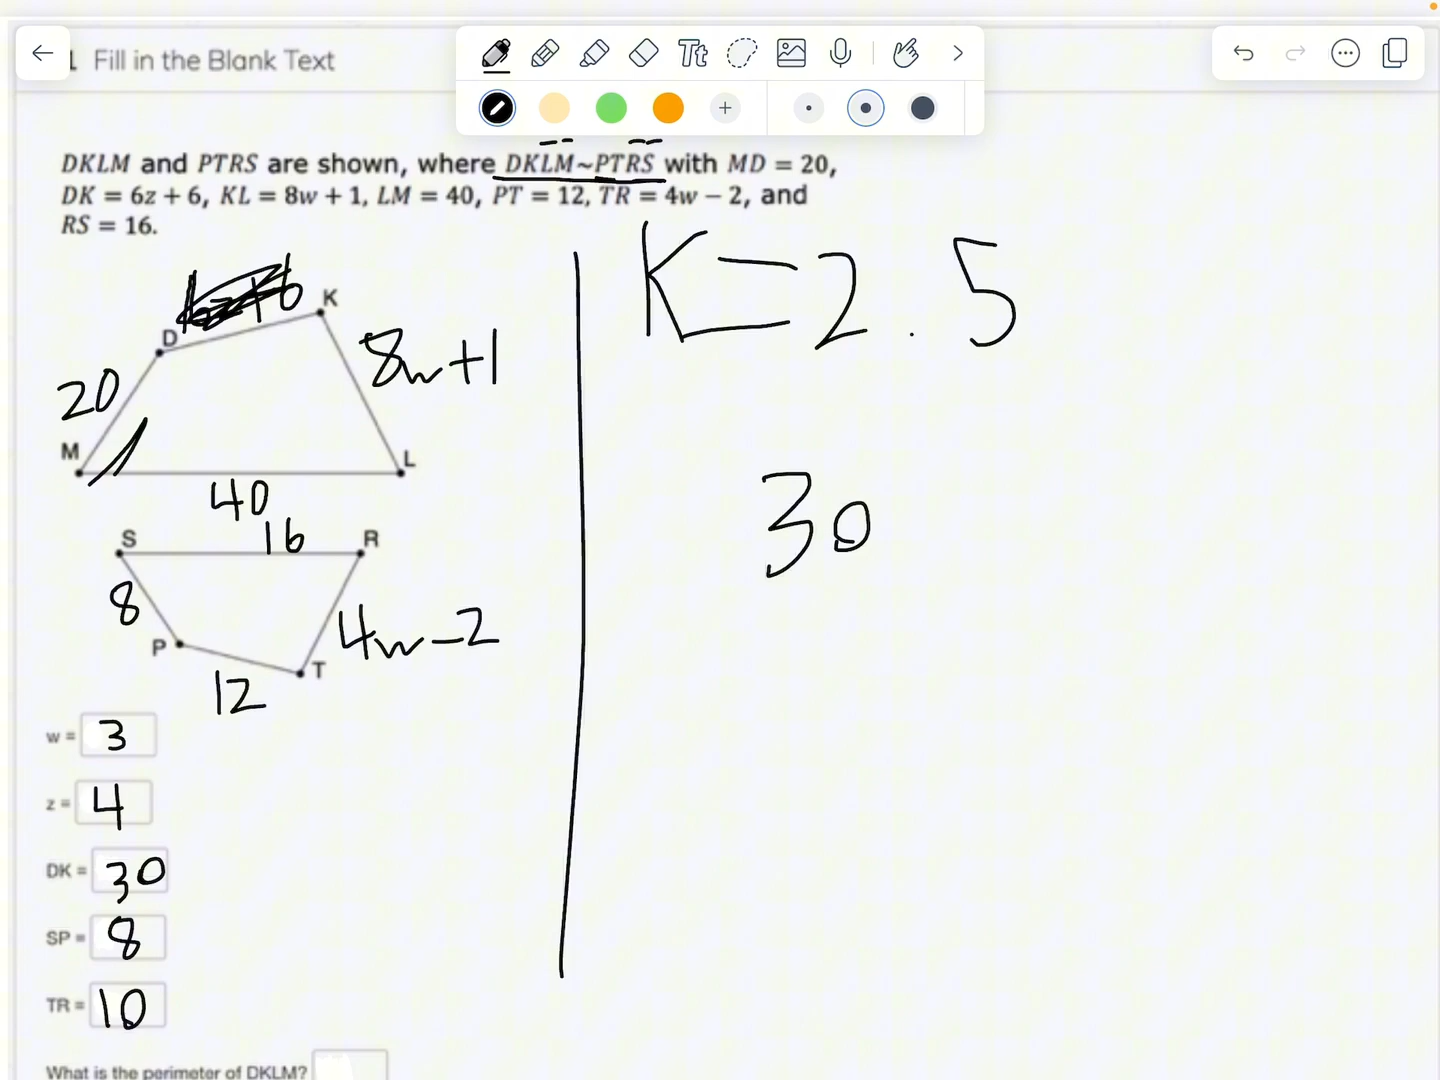 1 Fill in the Blank Text
Tt
DKLM and PTRS are shown, where DKLM~PTRS with MD = 20,
DK = 6z + 6, KL = 8w + 1, LM = 40, PT = 12, TR = 4w − 2, and
RS = 16.
K=2.5
K
D
8w+1
20
M
L
40
30
16
S
R
8
4w-2
P
T
12
w = 3
z = 4
DK = 30
SP = 8
TR = 10
What is the perimeter of DKLM?